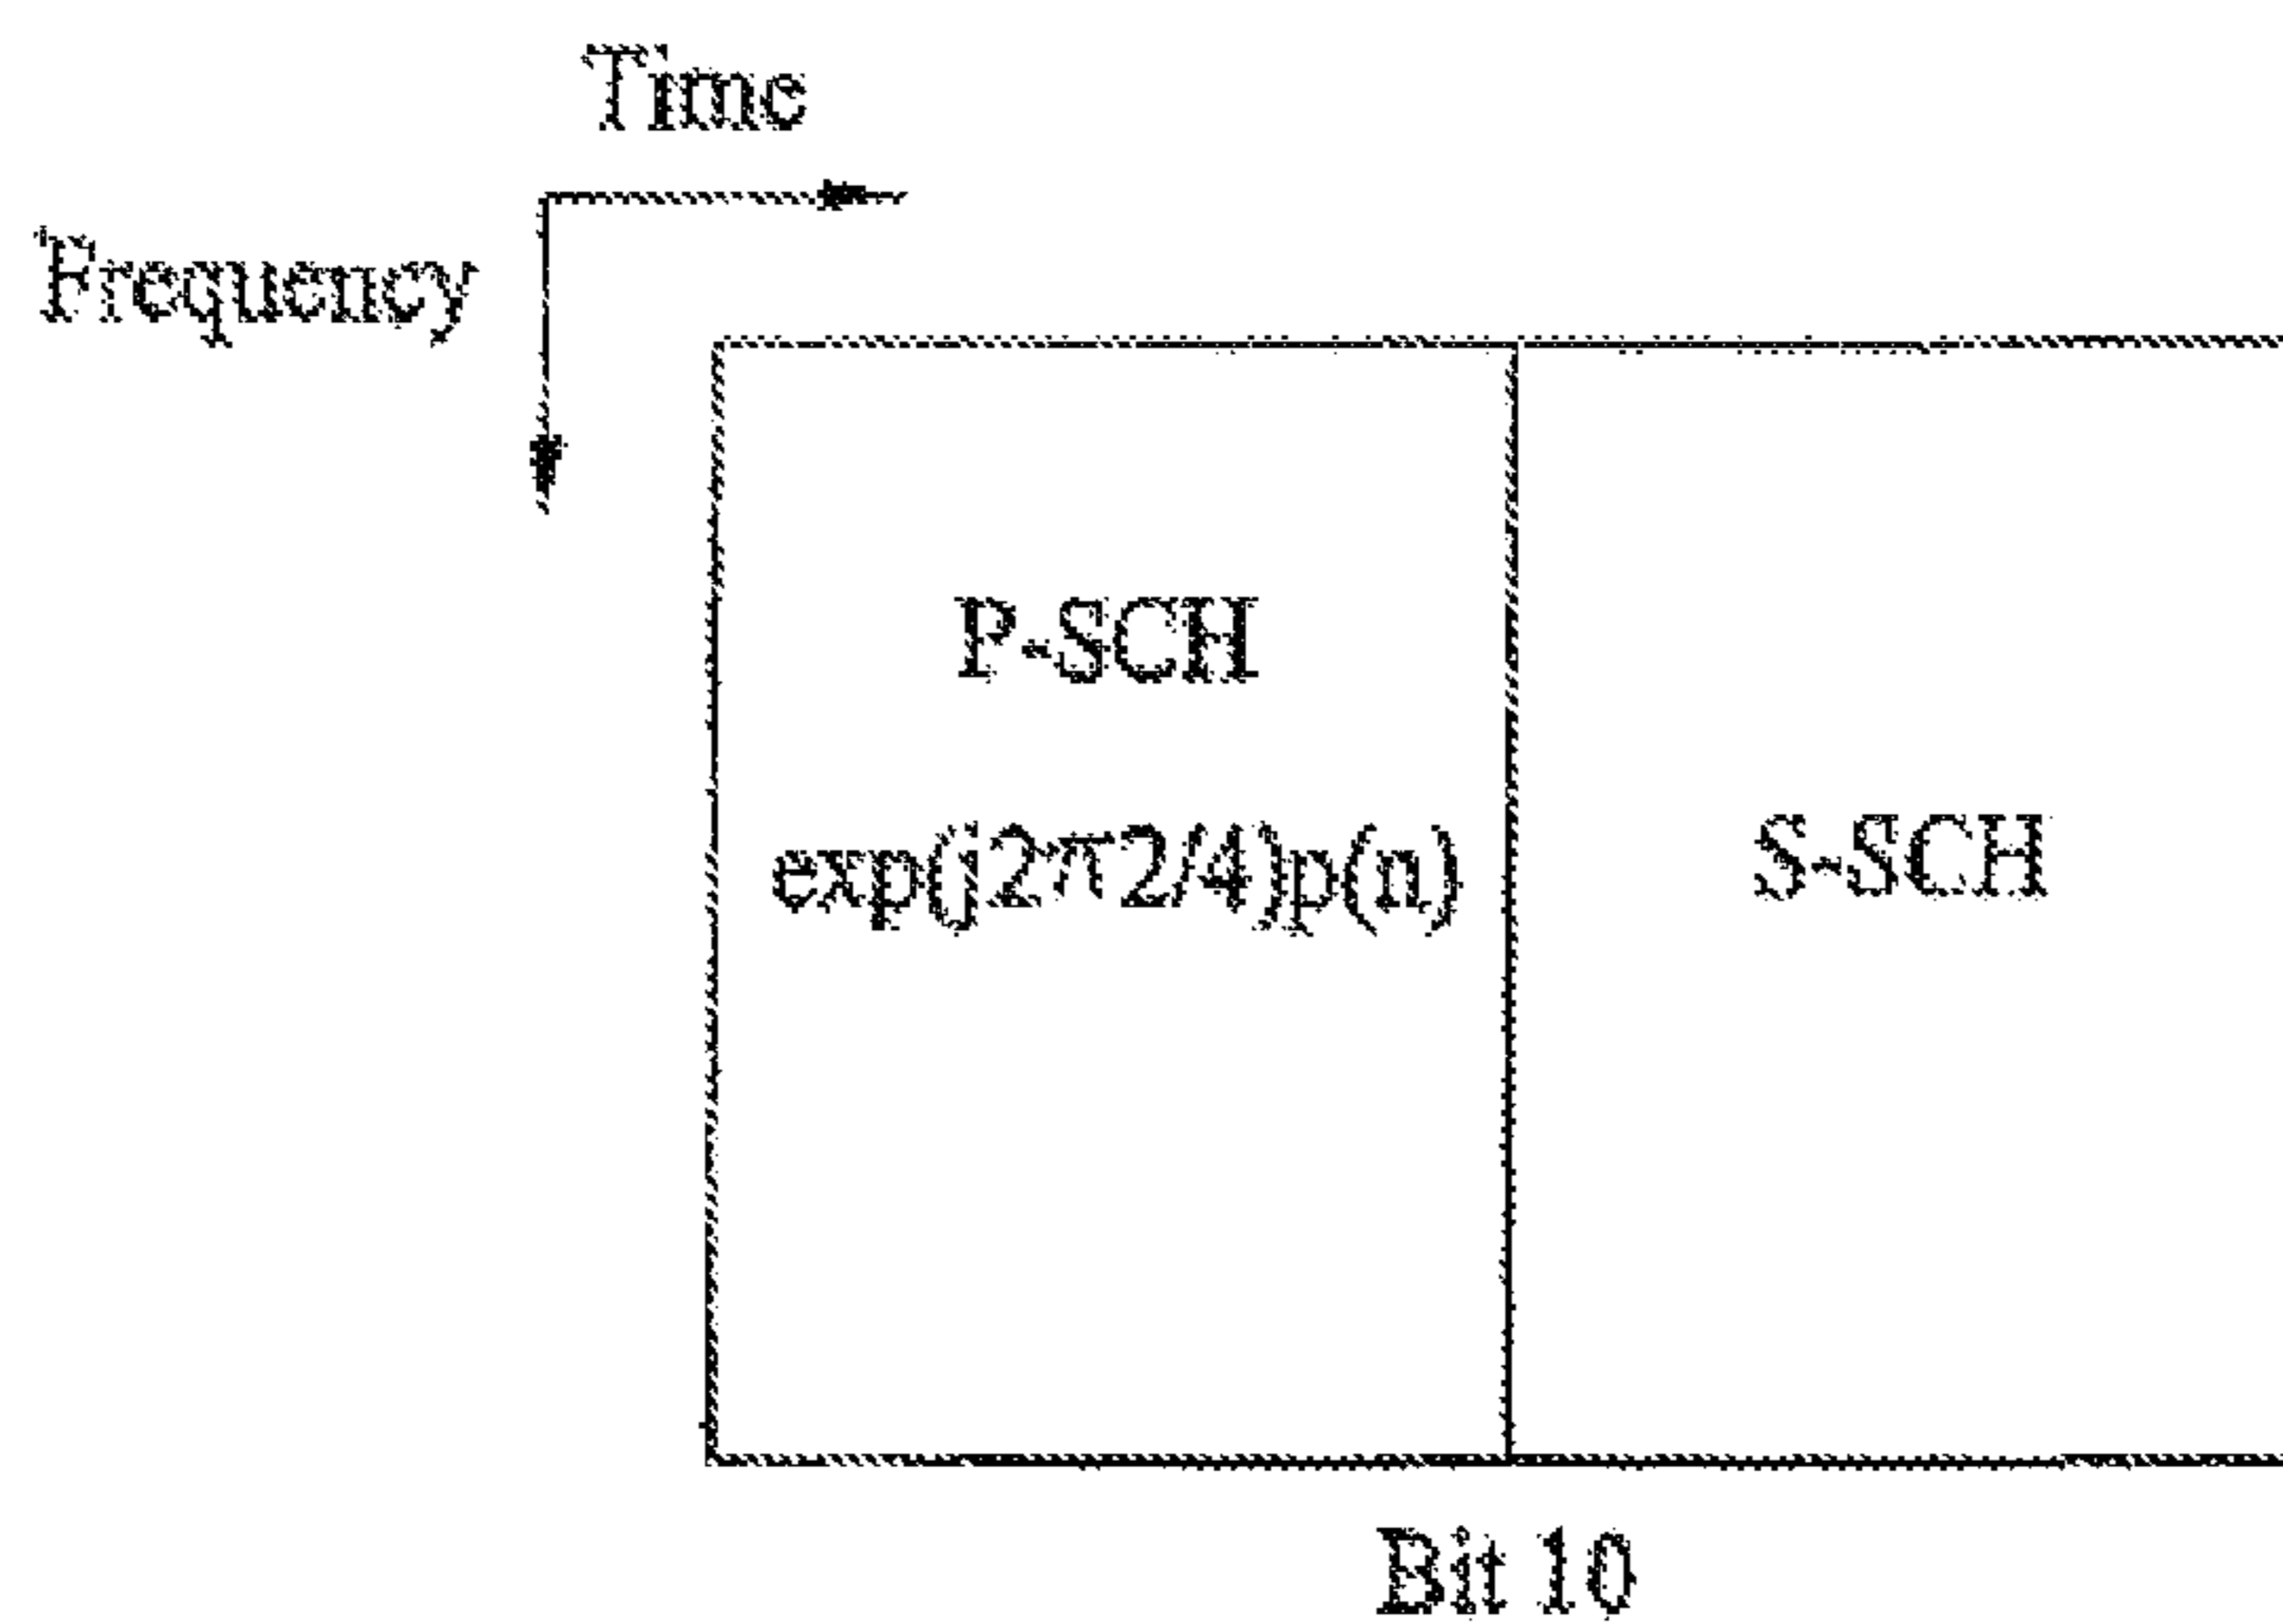 Time
Frequency
P-SCH
exp(j2π2/4)p(n)
S-SCH
Bit 10